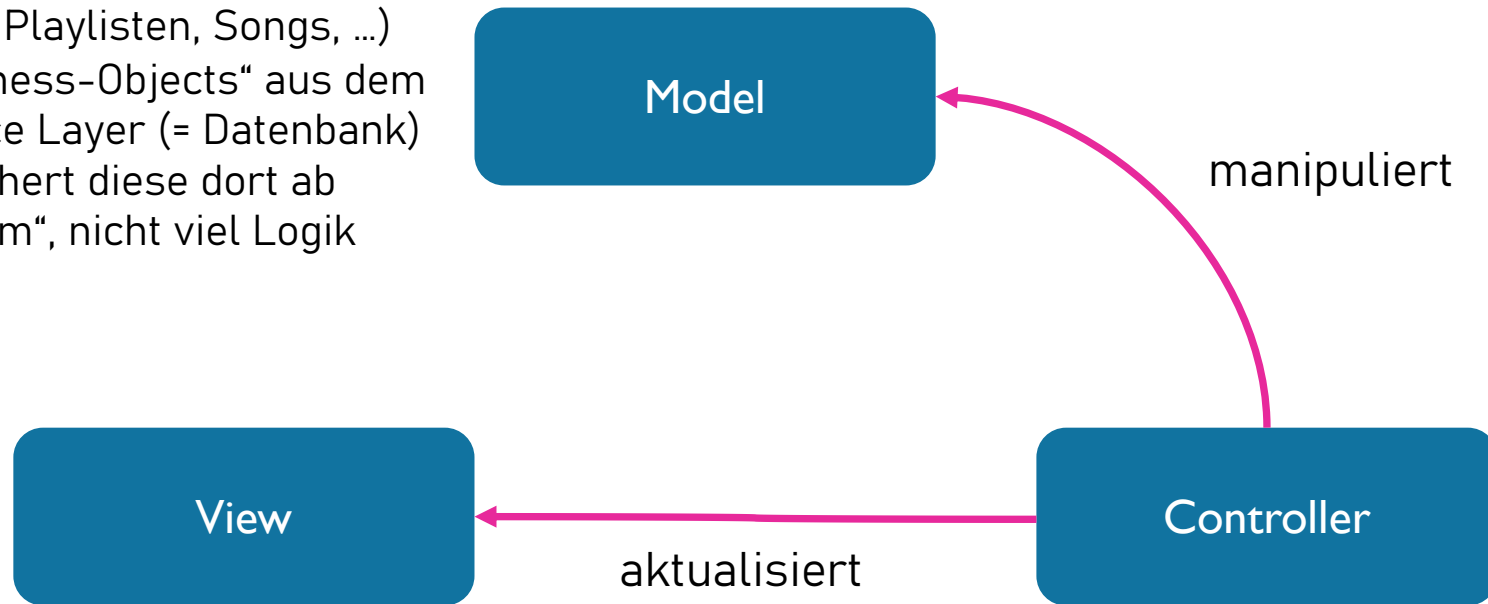 Playlisten, Songs, …)
ness-Objects“ aus dem
ce Layer (= Datenbank)
hert diese dort ab
m“, nicht viel Logik
Model
manipuliert
View
Controller
aktualisiert